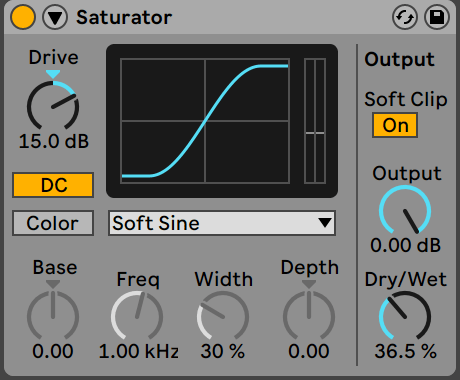 Saturator
Drive
15.0 dB
DC
Color
Soft Sine
Base
0.00
Freq
1.00 kHz
Width
30 %
Depth
0.00
Output
Soft Clip
On
Output
0.00 dB
Dry/Wet
36.5 %